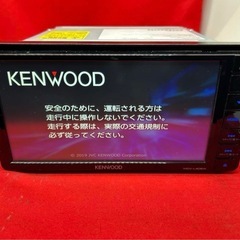 KENWOOD
安全のために、運転される方は
走行中に操作しないでください。
走行する際は、実際の交通規制に
必ず従ってください。
KENWOOD